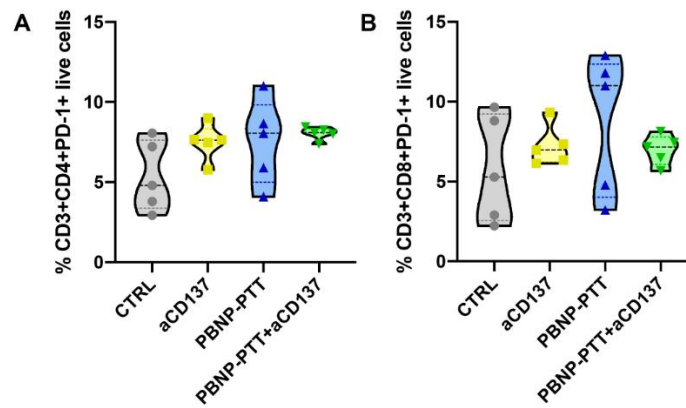 A
% CD3+CD4+PD-1+ live cells
15
10
5
0
CTRL
aCD137
PBNP-PTT
PBNP-PTT+aCD137
B
% CD3+CD8+PD-1+ live cells
15
10
5
0
CTRL
aCD137
PBNP-PTT
PBNP-PTT+aCD137